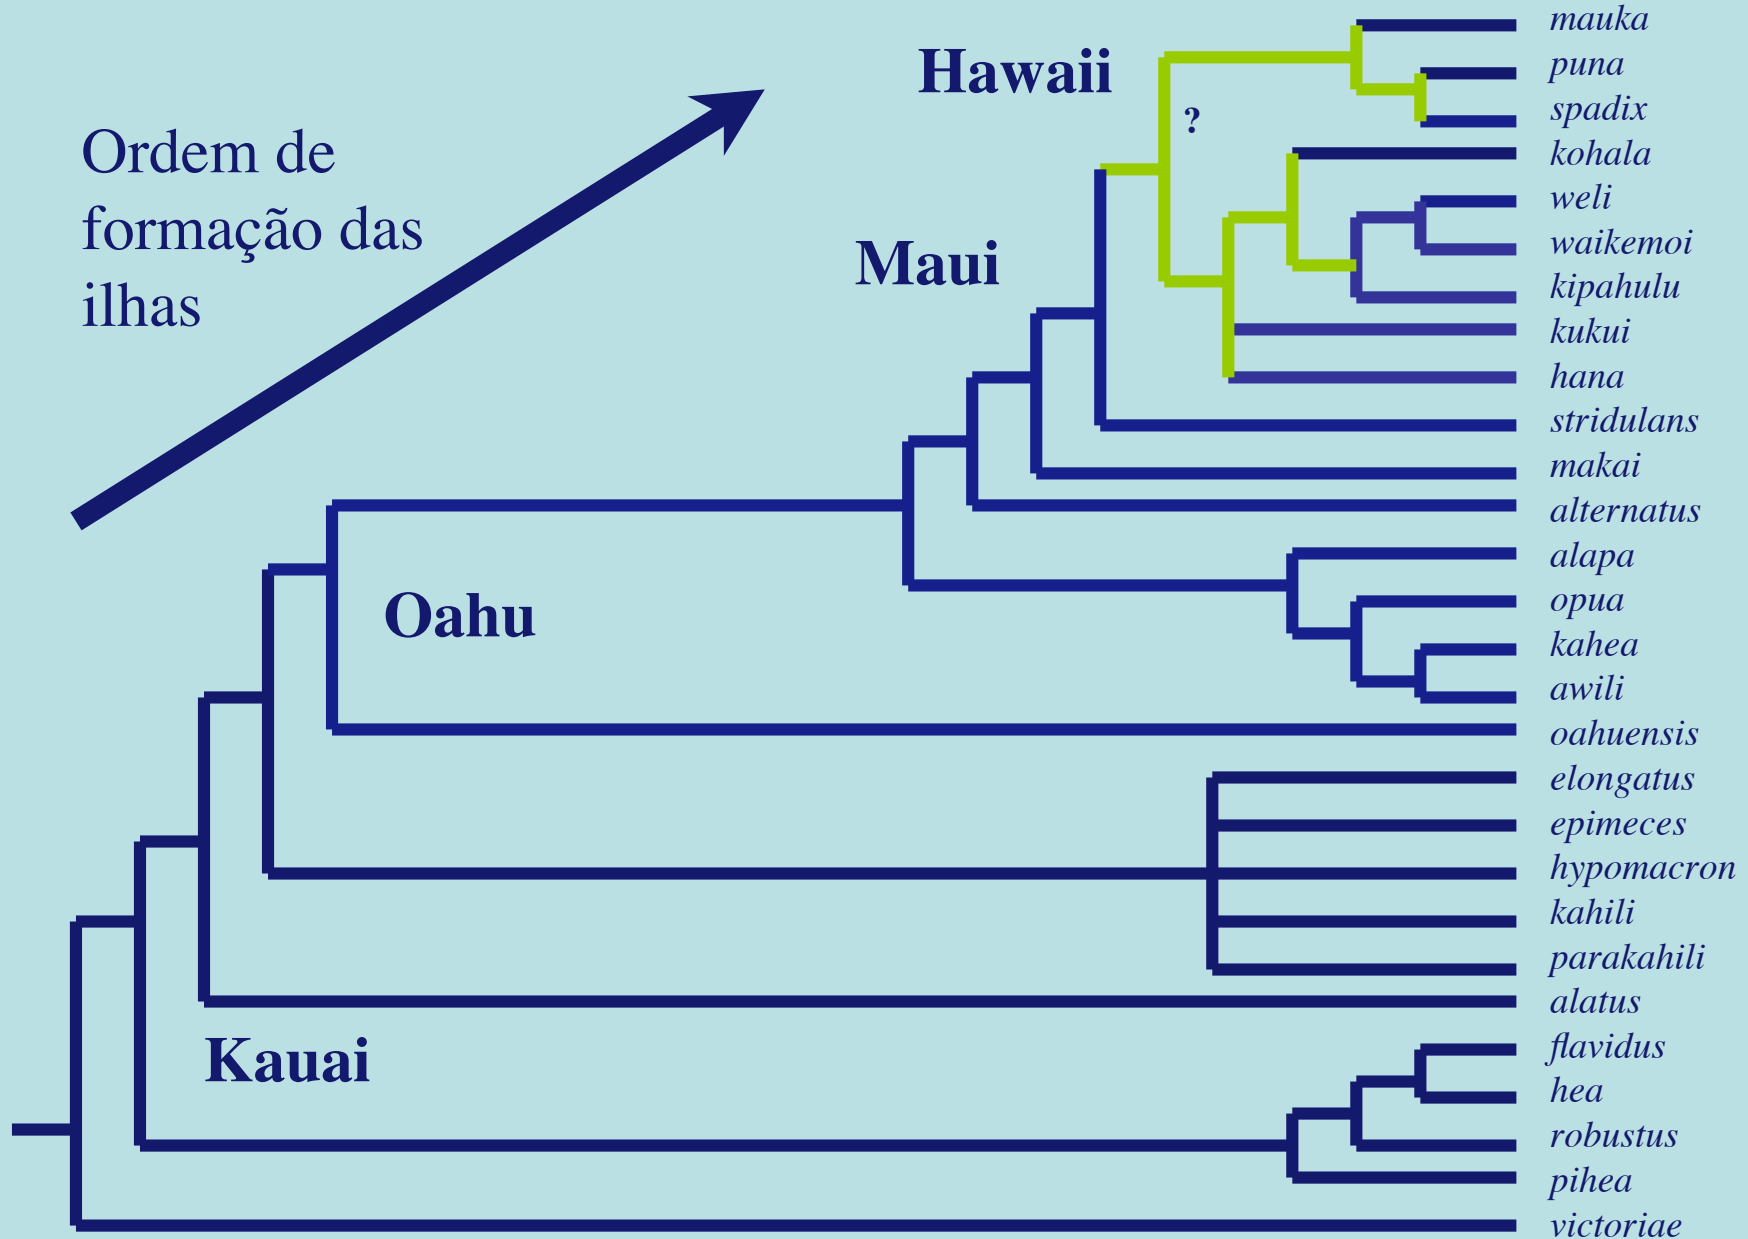 Ordem de
formação das
ilhas
Hawaii
?
Maui
Oahu
Kauai
mauka
puna
spadix
kohala
weli
waikemoi
kipahulu
kukui
hana
stridulans
makai
alternatus
alapa
opua
kahea
awili
oahuensis
elongatus
epimeces
hypomacron
kahili
parakahili
alatus
flavidus
hea
robustus
pihea
victoriae